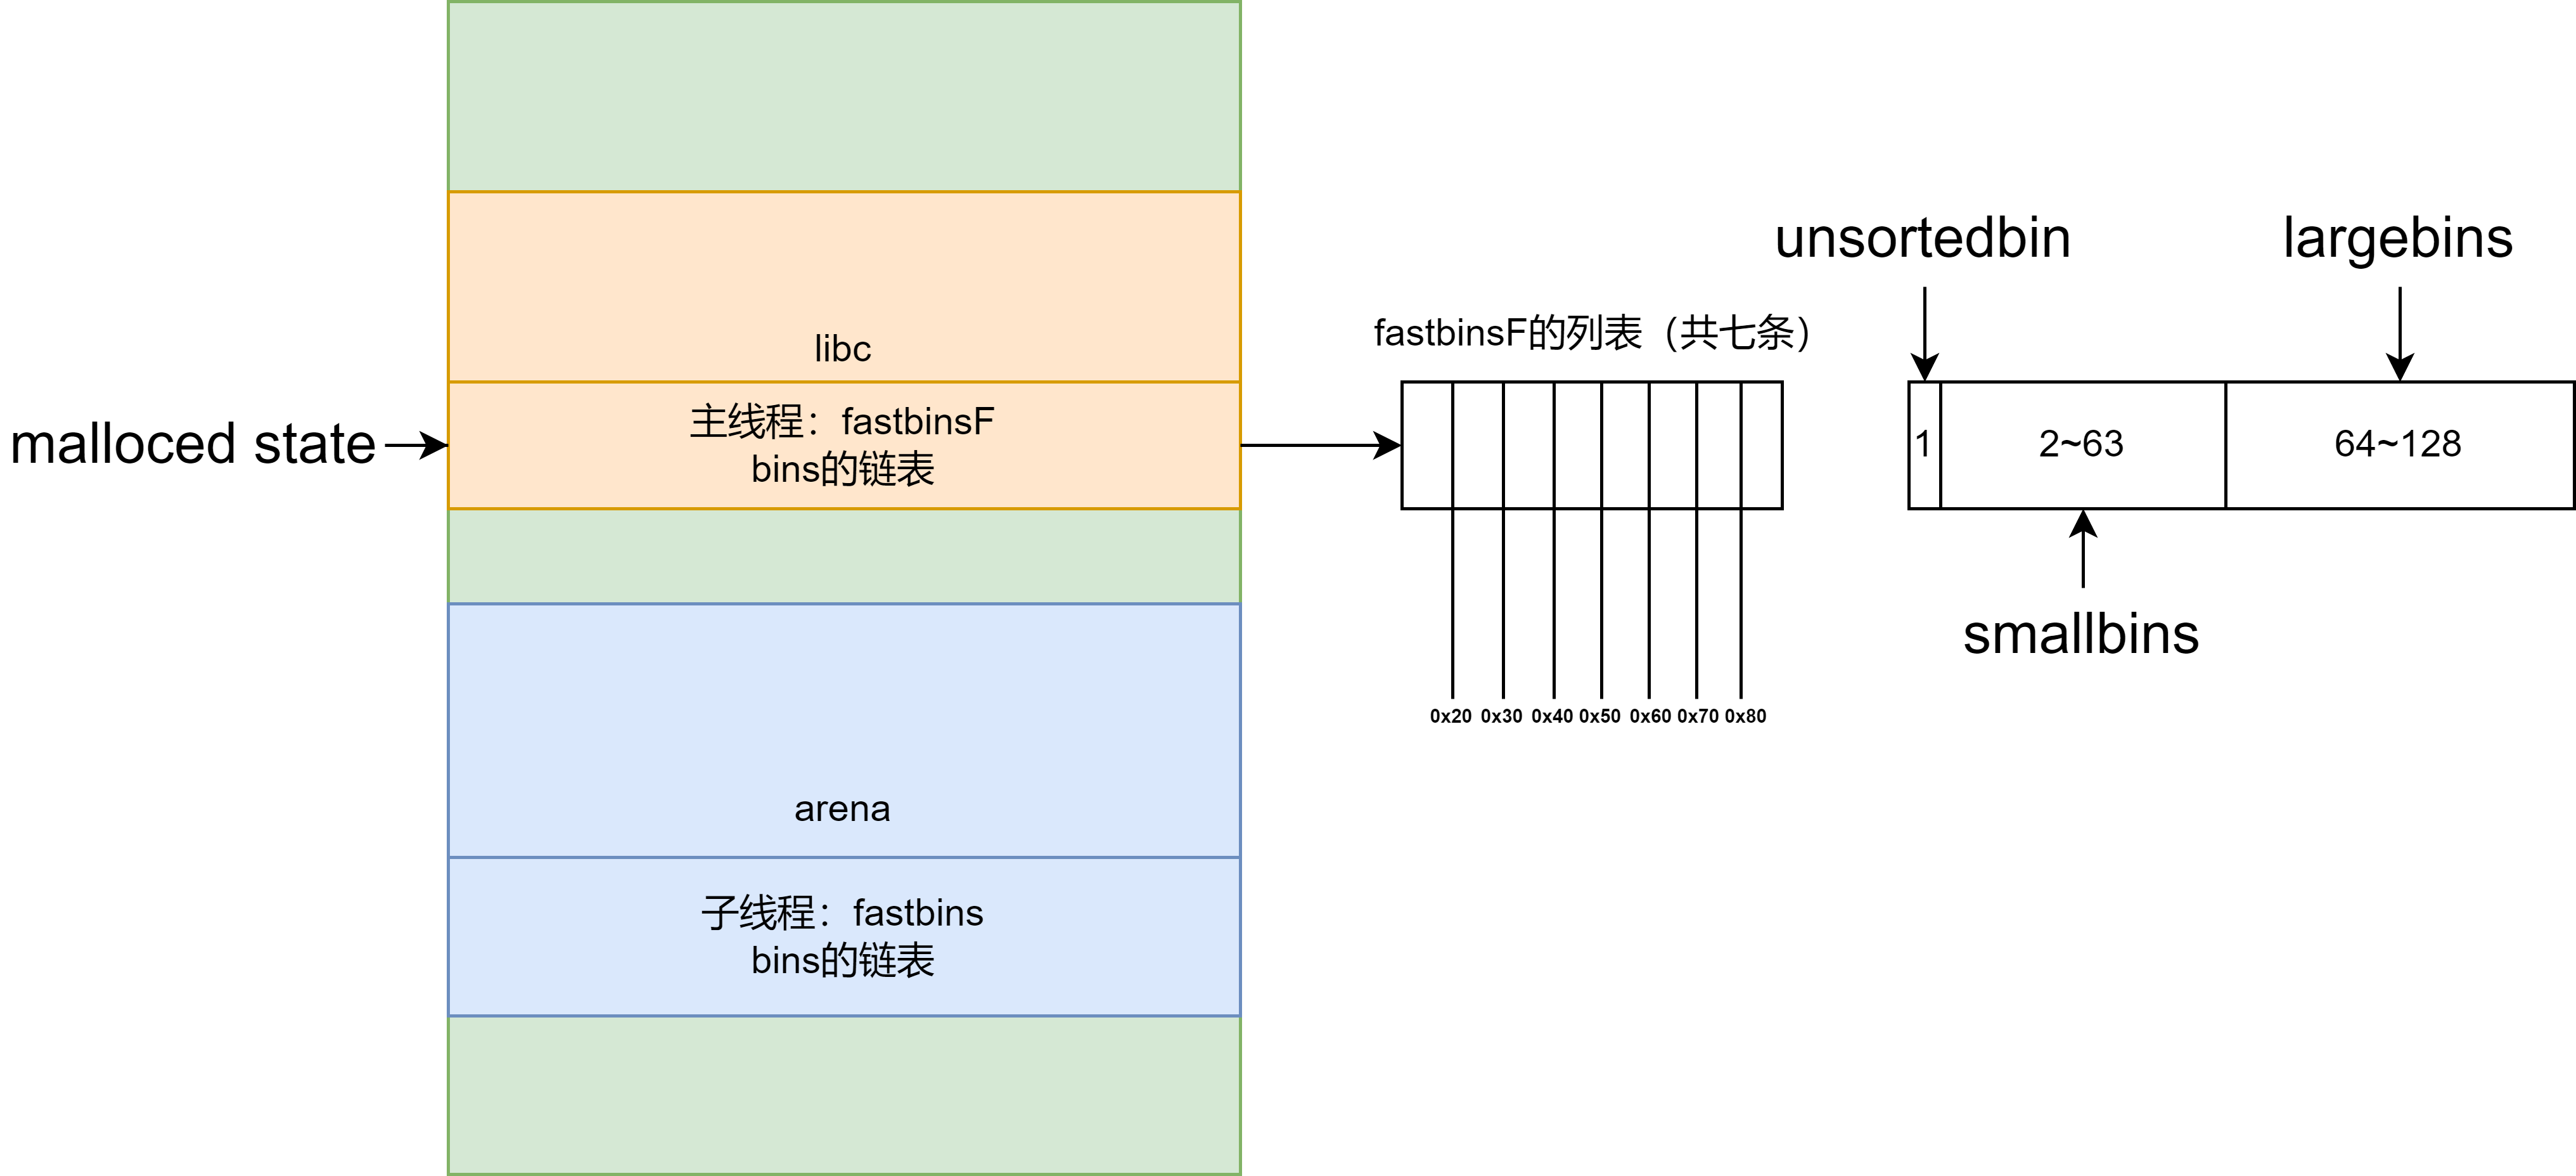 unsortedbin
largebins
fastbinsF的列表（共七条）
libc
malloced state
主线程：fastbinsF
bins的链表
1
2~63
64~128
smallbins
0x20 0x30 0x40 0x50 0x60 0x70 0x80
arena
子线程：fastbins
bins的链表